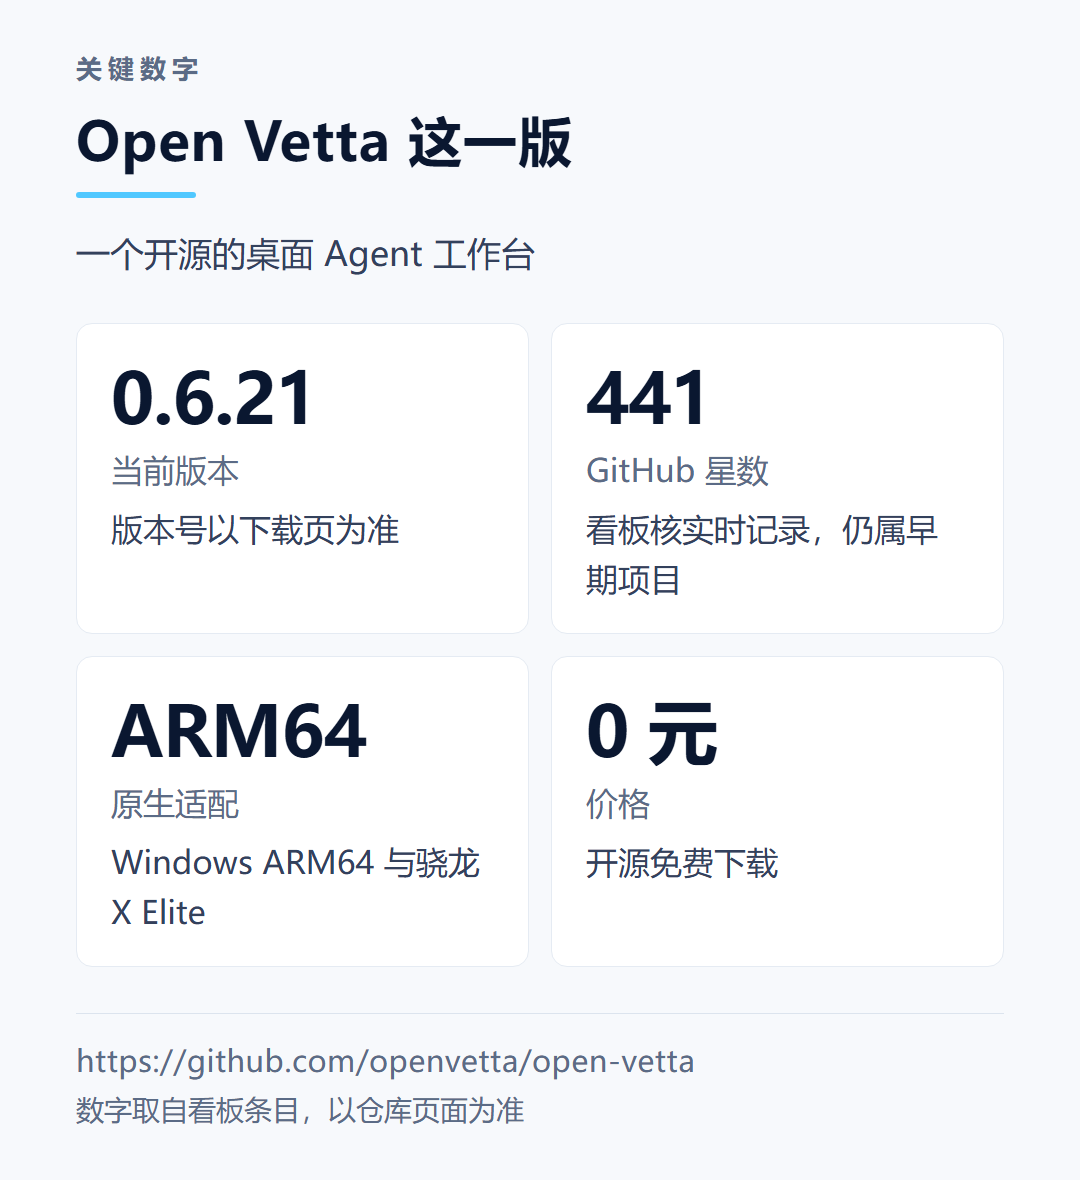 关键数字
Open Vetta 这一版
一个开源的桌面 Agent 工作台
0.6.21
当前版本
版本号以下载页为准
441
GitHub 星数
看板核实时记录，仍属早
期项目
ARM64
原生适配
Windows ARM64 与骁龙
X Elite
0 元
价格
开源免费下载
https://github.com/openvetta/open-vetta
数字取自看板条目，以仓库页面为准